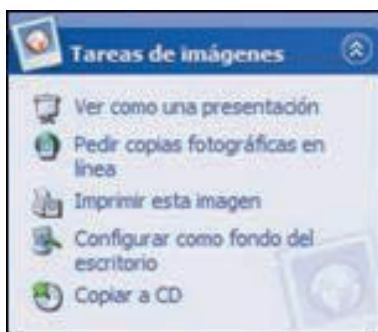 Tareas de imágenes
Ver como una presentación
Pedir copias fotográficas en
línea
Imprimir esta imagen
Configurar como fondo del
escritorio
Copiar a CD